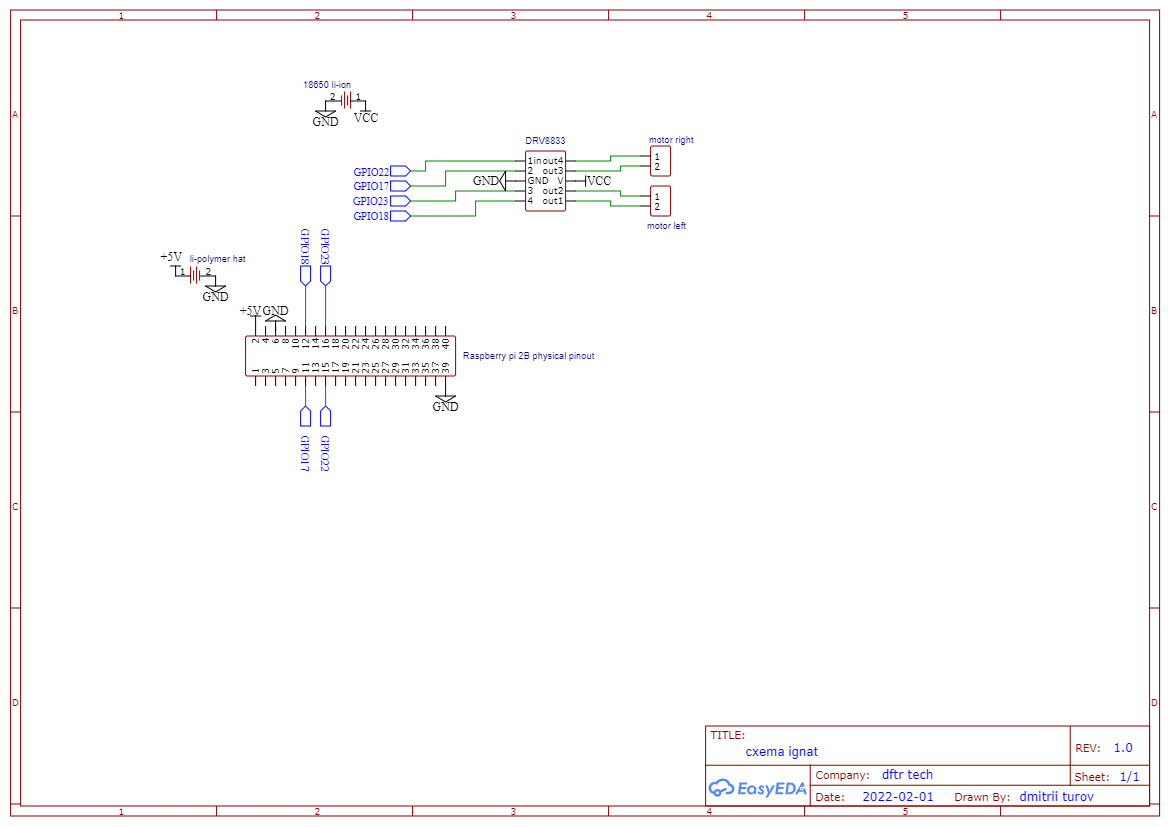 1 2 3 4 5
A A
18650 li-ion
2 1
GND VCC
DRV8833
motor right
GPIO22
GPIO17
GPIO23
GPIO18
1in out4
2 out3
GND GND V VCC
3 out2
4 out1
1
2
1
2
motor left
GPIO18 GPIO23
+5V li-polymer hat
1 2
GND
B B
+5V GND
2 4 6 8 10 12 14 16 18 20 22 24 26 28 30 32 34 36 38 40
Raspberry pi 2B physical pinout
1 3 5 7 9 11 13 15 17 19 21 23 25 27 29 31 33 35 37 39
GND
GPIO17 GPIO22
C C
D D
TITLE:
cxema ignat
REV: 1.0
EasyEDA
Company: dftr tech
Sheet: 1/1
Date: 2022-02-01 Drawn By: dmitrii turov
1 2 3 4 5